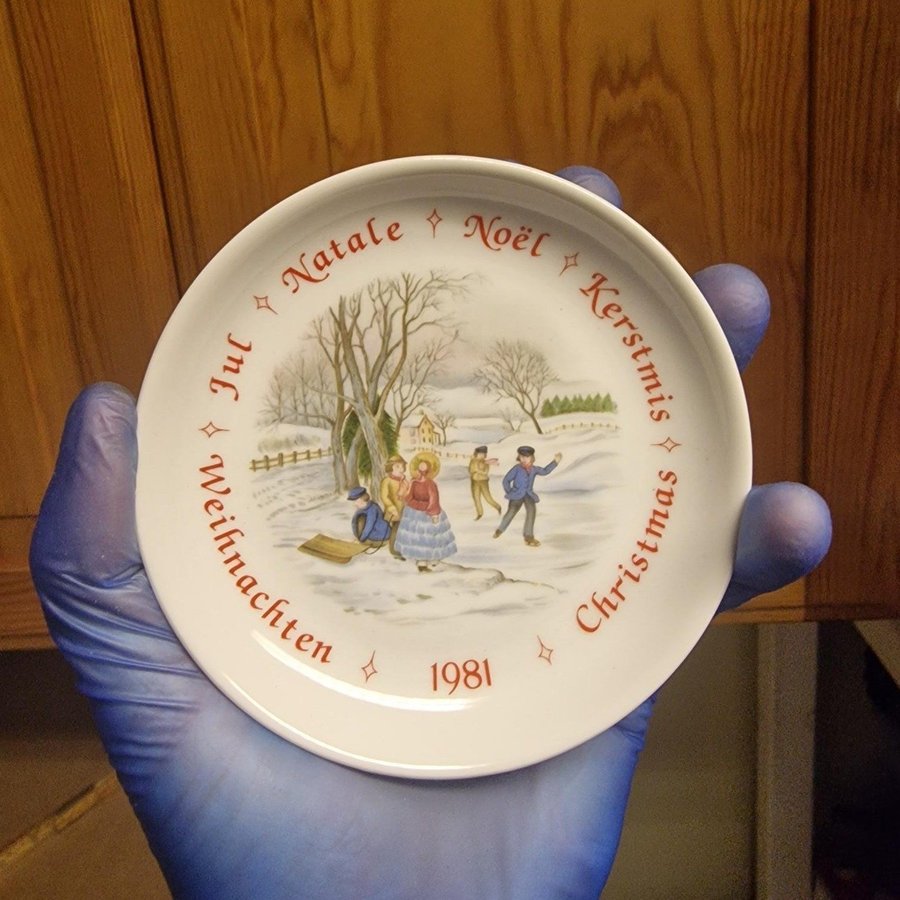 Weihnachten
Jul
Natale
Noël
Kerstmis
Christmas
1981